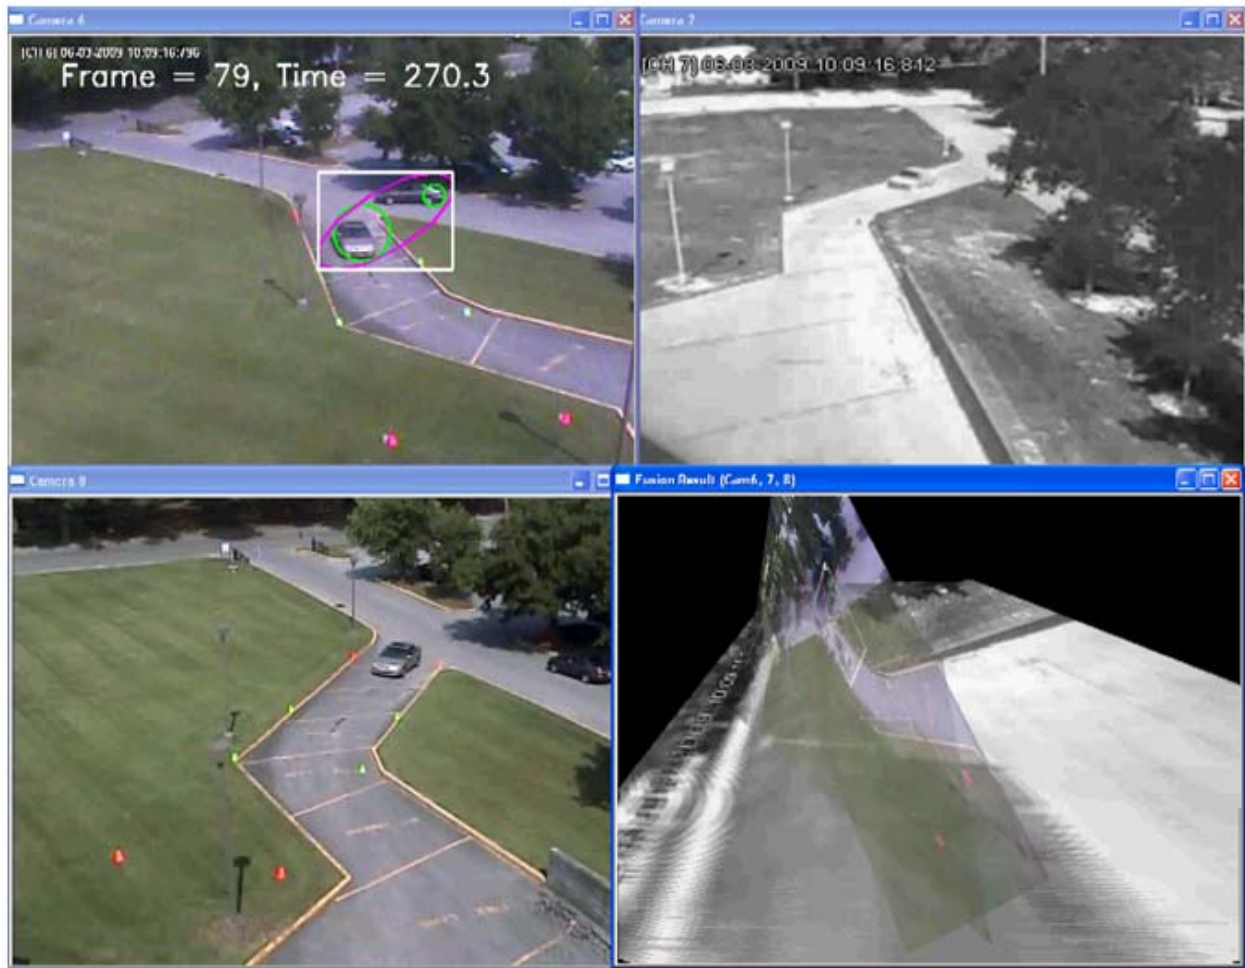 Camera 6
Camera 7
[CH 6] 06-03-2009 10:09:16:796
Frame = 79, Time = 270.3
[CH 7] 06-03-2009 10:09:16:812
Camera 8
Fusion Result (Cam6, 7, 8)